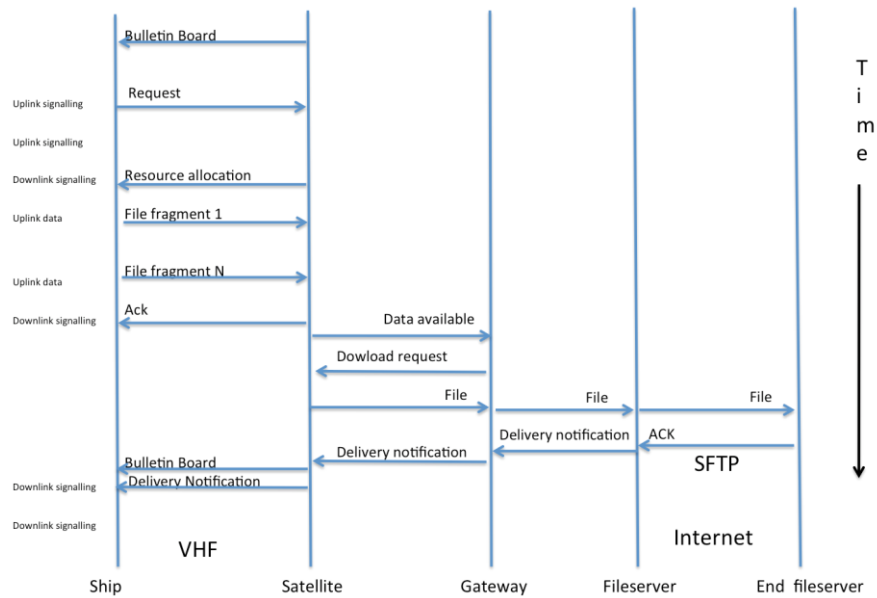 Bulletin Board
T
i
m
e
Uplink signalling
Request
Uplink signalling
Downlink signalling
Resource allocation
Uplink data
File fragment 1
Uplink data
File fragment N
Downlink signalling
Ack
Data available
Dowload request
File
File
File
Delivery notification
Delivery notification
ACK
SFTP
Bulletin Board
Downlink signalling
Delivery Notification
Downlink signalling
VHF
Internet
Ship
Satellite
Gateway
Fileserver
End fileserver